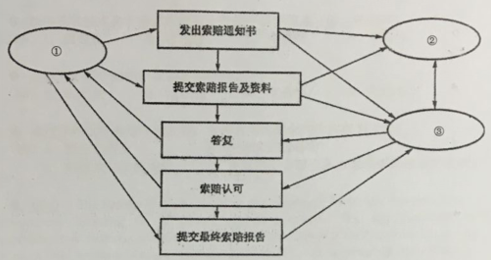 发出索赔通知书
①
②
提交索赔报告及资料
③
答复
索赔认可
提交最终索赔报告